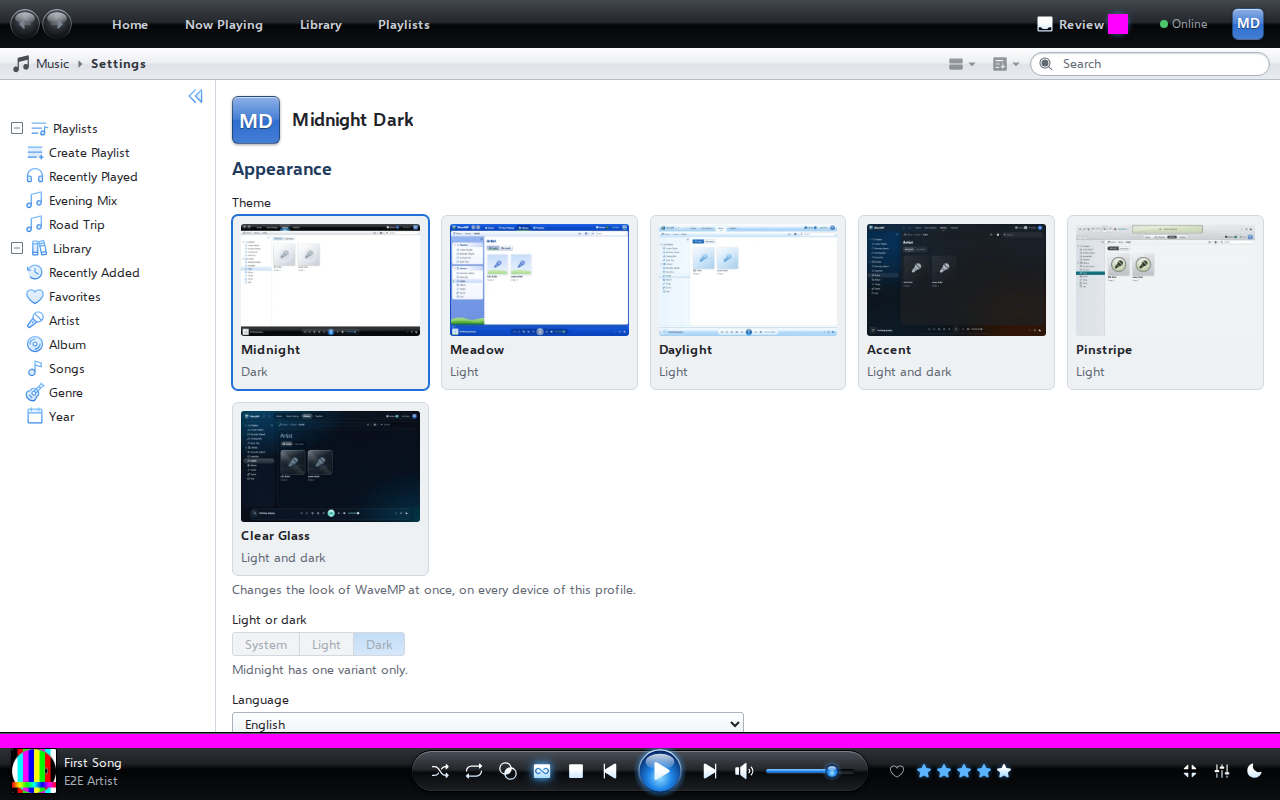 Home Now Playing Library Playlists Review Online MD
Music Settings Search
MD Midnight Dark
Playlists
Create Playlist
Recently Played
Evening Mix
Road Trip
Library
Recently Added
Favorites
Artist
Album
Songs
Genre
Year
Appearance
Theme
Midnight
Dark
Meadow
Light
Daylight
Light
Accent
Light and dark
Pinstripe
Light
Clear Glass
Light and dark
Changes the look of WaveMP at once, on every device of this profile.
Light or dark
System Light Dark
Midnight has one variant only.
Language
English
First Song
E2E Artist